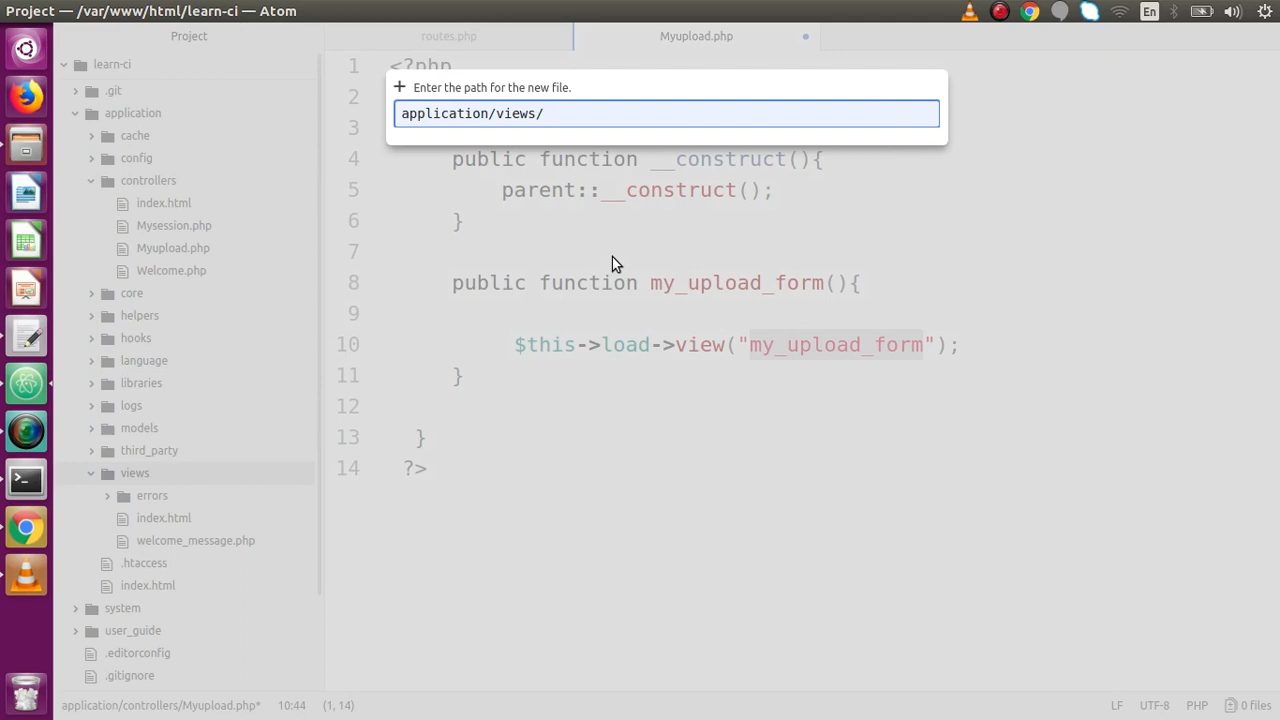 Project — /var/www/html/learn-ci — Atom
En
Project
routes.php
Myupload.php
learn-ci
.git
application
cache
config
controllers
index.html
Mysession.php
Myupload.php
Welcome.php
core
helpers
hooks
language
libraries
logs
models
third_party
views
errors
index.html
welcome_message.php
.htaccess
index.html
system
user_guide
.editorconfig
.gitignore
Enter the path for the new file.
application/views/
1 <?php
2
3
4 public function __construct(){
5 parent::__construct();
6 }
7
8 public function my_upload_form(){
9
10 $this->load->view("my_upload_form");
11 }
12
13 }
14 ?>
application/controllers/Myupload.php* 10:44 (1, 14)
LF UTF-8 PHP 0 files